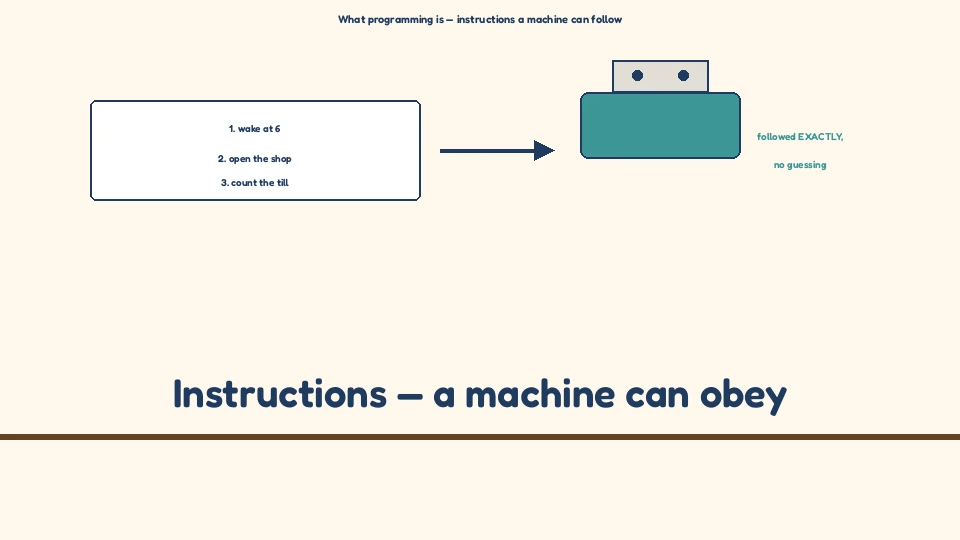 What programming is — instructions a machine can follow
1. wake at 6
2. open the shop
3. count the till
followed EXACTLY,
no guessing
Instructions — a machine can obey